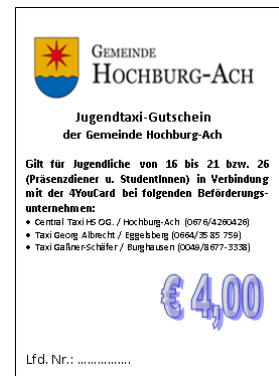 GEMEINDE
HOCHBURG-ACH
Jugendtaxi-Gutschein
der Gemeinde Hochburg-Ach
Gilt für Jugendliche von 16 bis 21 bzw. 26
(Präsenzdiener u. StudentInnen) in Verbindung
mit der 4YouCard bei folgenden Beförderungs-
unternehmen:
• Central Taxi HS OG. / Hochburg-Ach (0676/4260426)
• Taxi Georg Albrecht / Eggelsberg (0664/35 85 759)
• Taxi Gaßner-Schäfer / Burghausen (0049/8677-3338)
€ 4,00
Lfd. Nr.: ................